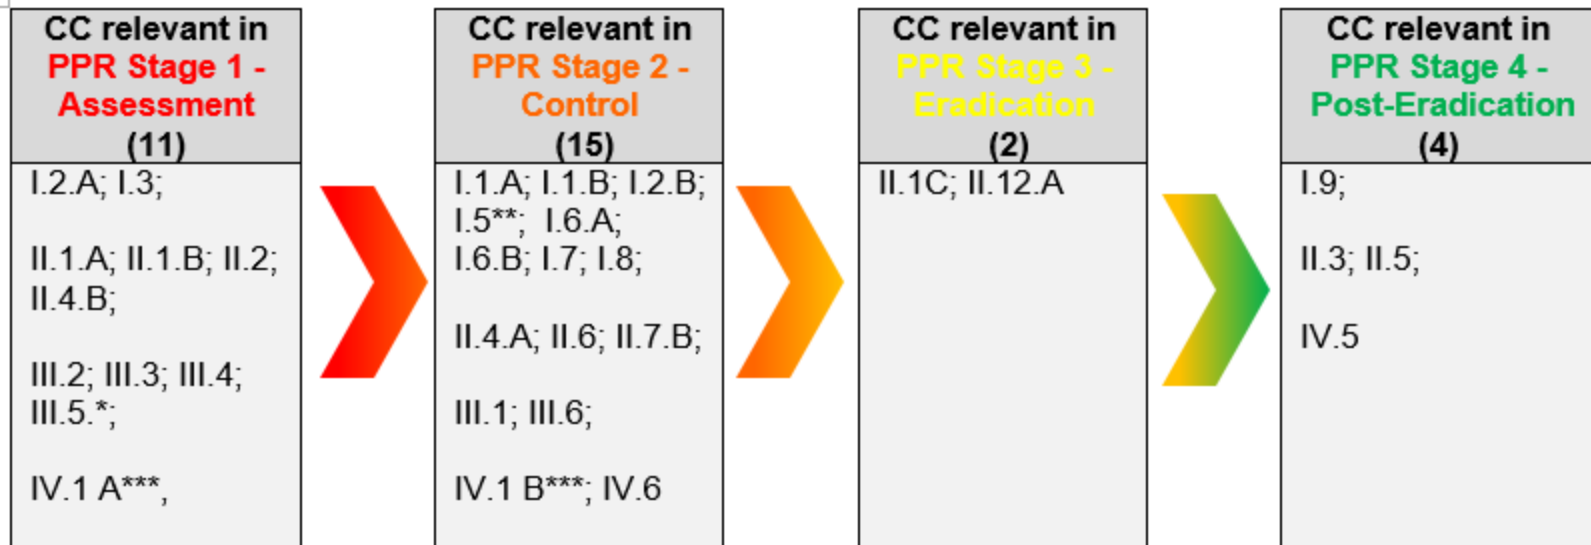 CC relevant in
PPR Stage 1 -
Assessment
(11)
I.2.A; I.3;
II.1.A; II.1.B; II.2;
II.4.B;
III.2; III.3; III.4;
III.5.*;
IV.1 A***,
CC relevant in
PPR Stage 2 -
Control
(15)
I.1.A; I.1.B; I.2.B;
I.5**; I.6.A;
I.6.B; I.7; I.8;
II.4.A; II.6; II.7.B;
III.1; III.6;
IV.1 B***; IV.6
CC relevant in
PPR Stage 3 -
Eradication
(2)
II.1C; II.12.A
CC relevant in
PPR Stage 4 -
Post-Eradication
(4)
I.9;
II.3; II.5;
IV.5